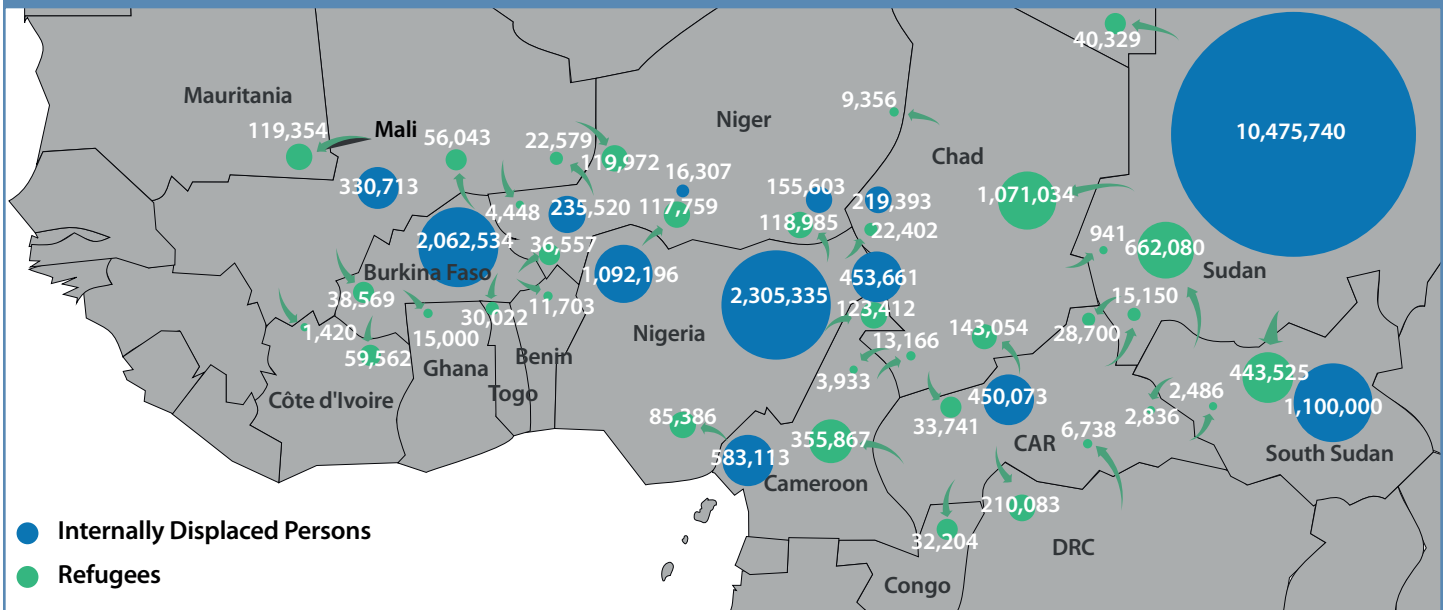 40,329
Mauritania
9,356
10,475,740
119,354
Mali
56,043
22,579
Niger
119,972
16,307
Chad
330,713
155,603
1,071,034
4,448
235,520
117,759
219,393
118,985
22,402
2,062,534
36,557
941
662,080
Burkina Faso
1,092,196
453,661
Sudan
38,569
2,305,335
15,150
11,703
123,412
30,022
1,420
15,000
Nigeria
143,054
28,700
13,166
59,562
Ghana
Benin
3,933
443,525
Togo
2,486
Côte d'Ivoire
450,073
1,100,000
85,386
33,741
2,836
6,738
355,867
CAR
South Sudan
583,113
Cameroon
210,083
Internally Displaced Persons
32,204
DRC
Refugees
Congo